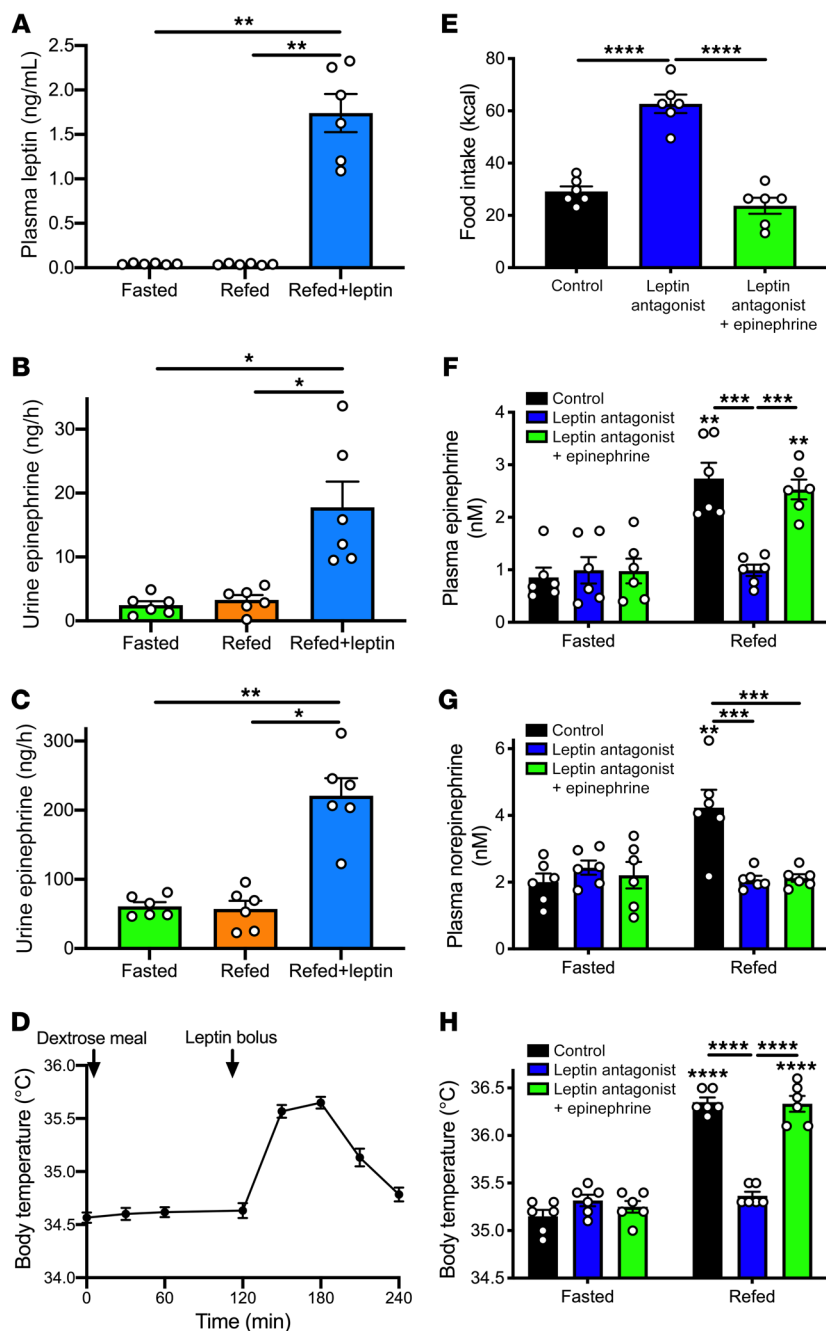 A
**
**
2.5
2.0
1.5
1.0
0.5
0.0
Plasma leptin (ng/mL)
Fasted
Refed
Refed+leptin
B
*
*
30
20
10
0
Urine epinephrine (ng/h)
Fasted
Refed
Refed+leptin
C
**
*
300
200
100
0
Urine epinephrine (ng/h)
Fasted
Refed
Refed+leptin
D
Dextrose meal
Leptin bolus
36.0
35.5
35.0
34.5
34.0
Body temperature (°C)
0
60
120
180
240
Time (min)
E
****
****
80
60
40
20
0
Food intake (kcal)
Control
Leptin
antagonist
Leptin
antagonist
+ epinephrine
F
Control
Leptin antagonist
Leptin antagonist
+ epinephrine
***
***
**
**
4
3
2
1
0
Plasma epinephrine
(nM)
Fasted
Refed
G
Control
Leptin antagonist
Leptin antagonist
+ epinephrine
***
***
**
6
4
2
0
Plasma norepinephrine
(nM)
Fasted
Refed
H
Control
Leptin antagonist
Leptin antagonist
+ epinephrine
****
****
****
****
36.5
36.0
35.5
35.0
34.5
Body temperature (°C)
Fasted
Refed